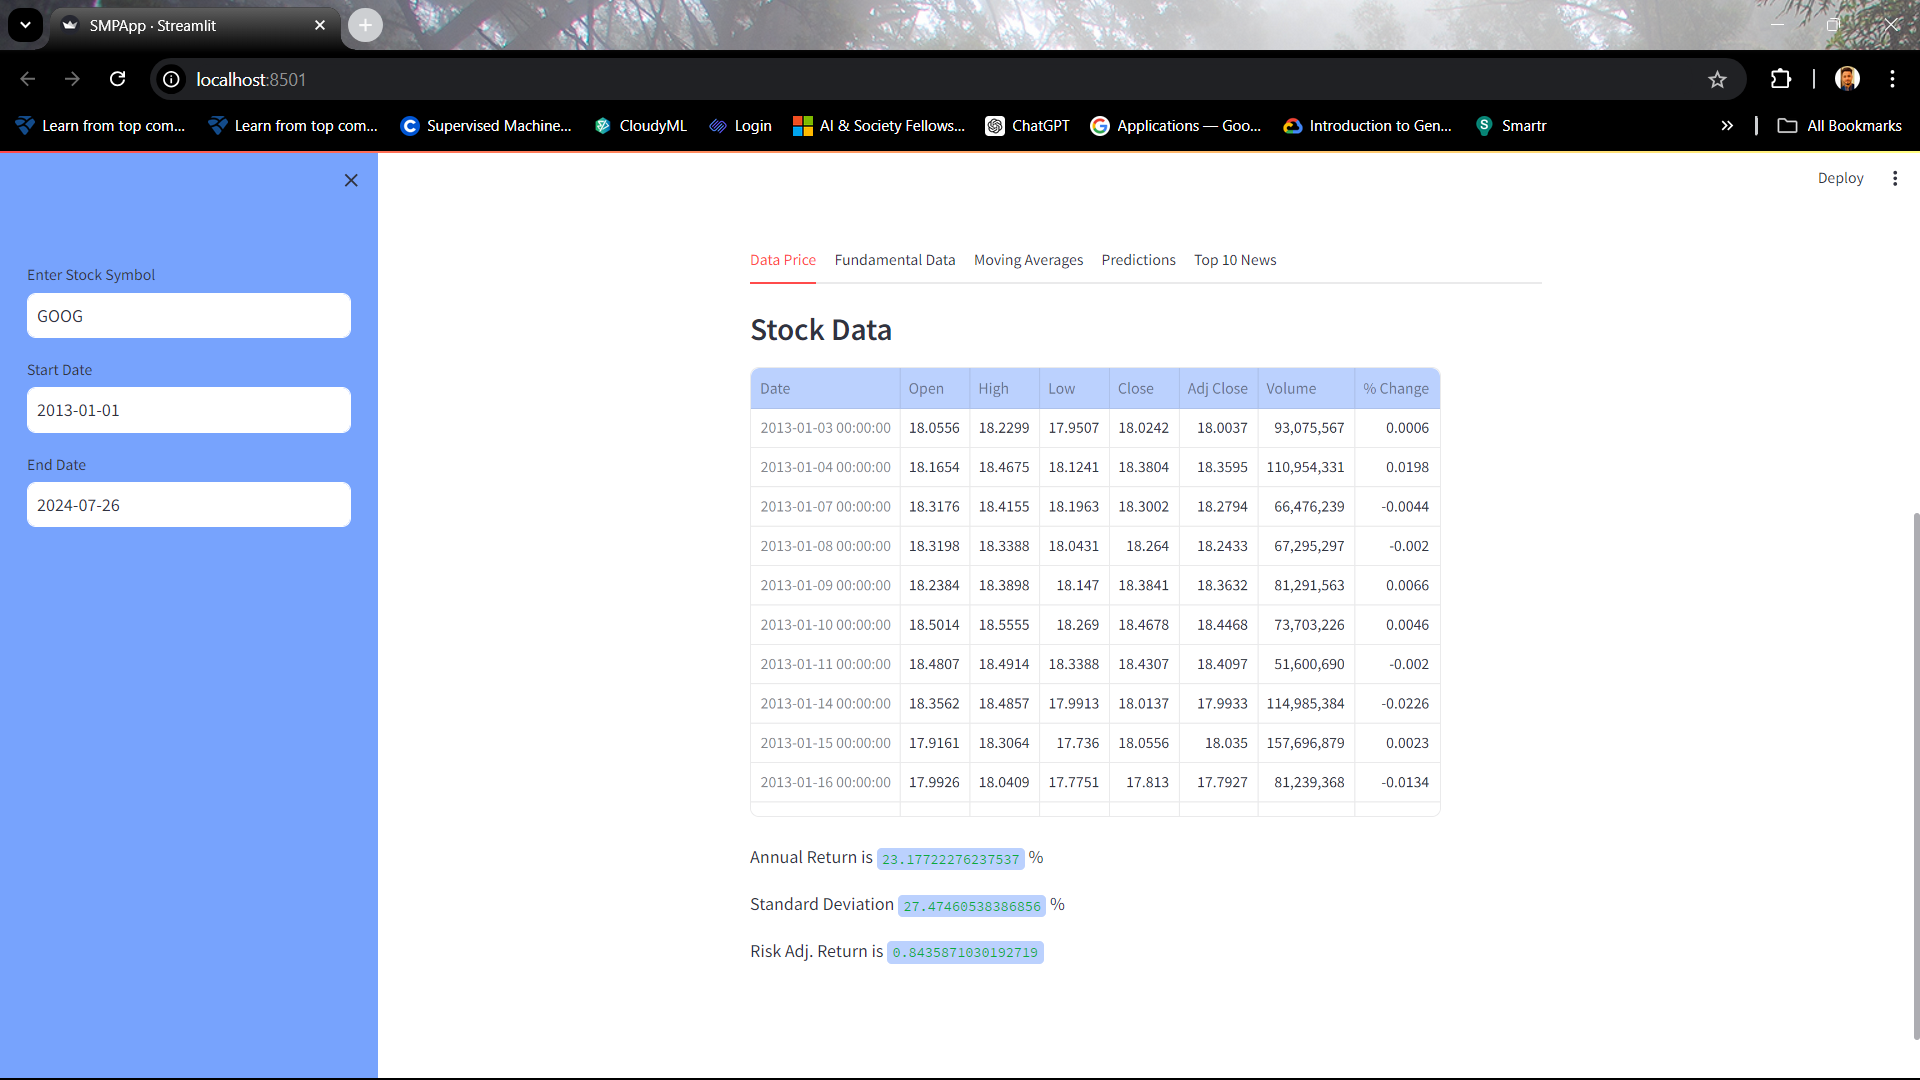 SMPApp · Streamlit
localhost:8501
Learn from top com... Learn from top com... Supervised Machine... CloudyML Login AI & Society Fellows... ChatGPT Applications — Goo... Introduction to Gen... S Smartr » All Bookmarks
Deploy
Enter Stock Symbol
GOOG
Start Date
2013-01-01
End Date
2024-07-26
Data Price Fundamental Data Moving Averages Predictions Top 10 News
Stock Data
Date Open High Low Close Adj Close Volume % Change
2013-01-03 00:00:00 18.0556 18.2299 17.9507 18.0242 18.0037 93,075,567 0.0006
2013-01-04 00:00:00 18.1654 18.4675 18.1241 18.3804 18.3595 110,954,331 0.0198
2013-01-07 00:00:00 18.3176 18.4155 18.1963 18.3002 18.2794 66,476,239 -0.0044
2013-01-08 00:00:00 18.3198 18.3388 18.0431 18.264 18.2433 67,295,297 -0.002
2013-01-09 00:00:00 18.2384 18.3898 18.147 18.3841 18.3632 81,291,563 0.0066
2013-01-10 00:00:00 18.5014 18.5555 18.269 18.4678 18.4468 73,703,226 0.0046
2013-01-11 00:00:00 18.4807 18.4914 18.3388 18.4307 18.4097 51,600,690 -0.002
2013-01-14 00:00:00 18.3562 18.4857 17.9913 18.0137 17.9933 114,985,384 -0.0226
2013-01-15 00:00:00 17.9161 18.3064 17.736 18.0556 18.035 157,696,879 0.0023
2013-01-16 00:00:00 17.9926 18.0409 17.7751 17.813 17.7927 81,239,368 -0.0134
Annual Return is 23.17722276237537 %
Standard Deviation 27.47460538386856 %
Risk Adj. Return is 0.8435871030192719